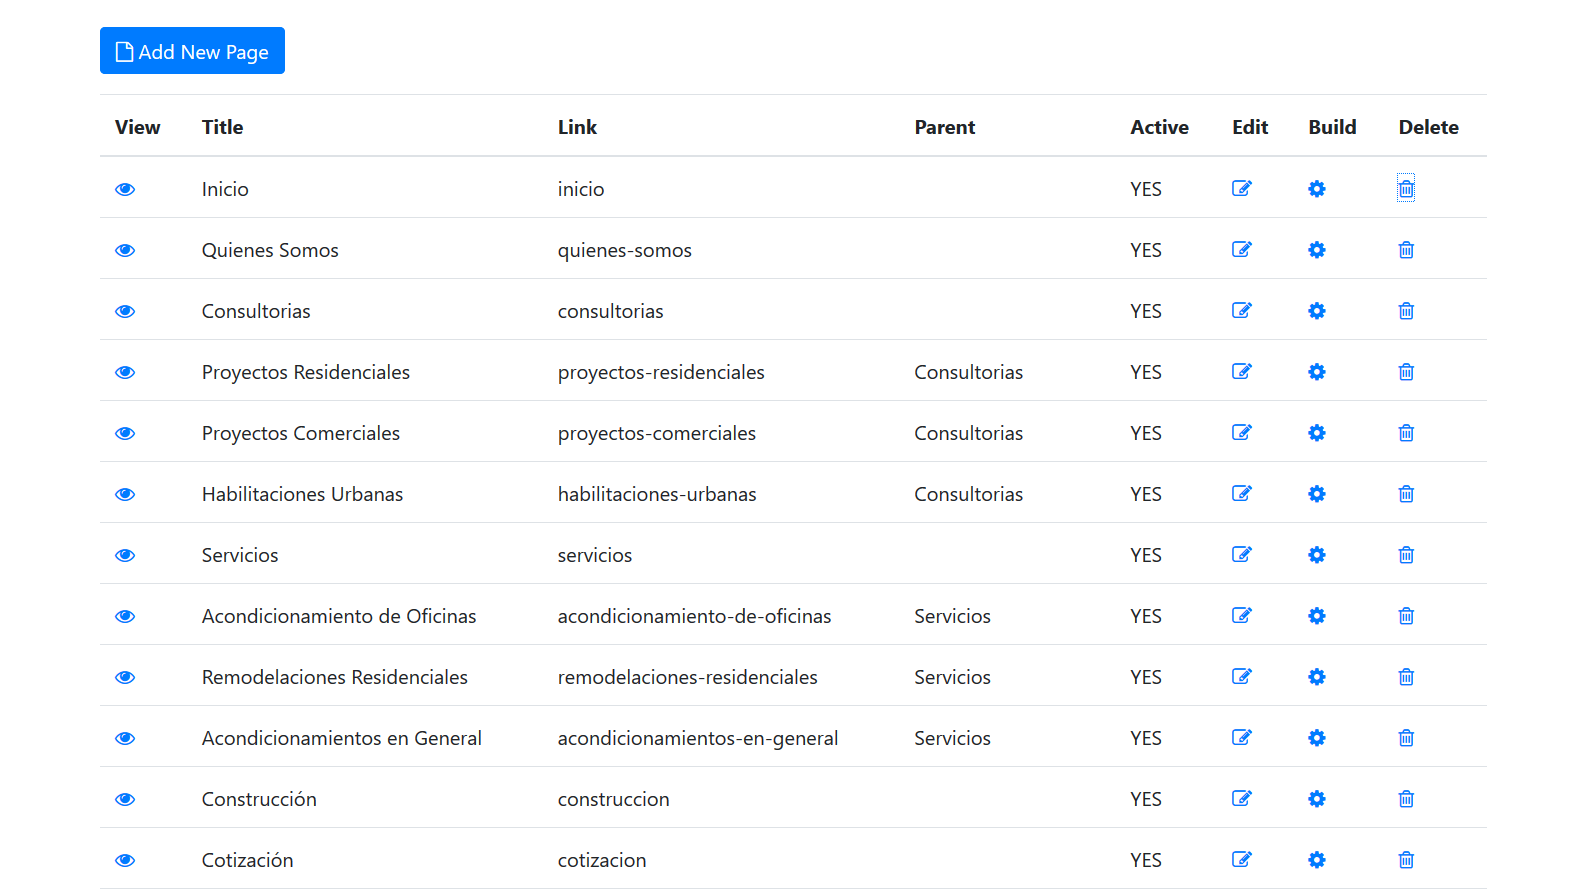 Add New Page
View Title Link Parent Active Edit Build Delete
Inicio inicio YES
Quienes Somos quienes-somos YES
Consultorias consultorias YES
Proyectos Residenciales proyectos-residenciales Consultorias YES
Proyectos Comerciales proyectos-comerciales Consultorias YES
Habilitaciones Urbanas habilitaciones-urbanas Consultorias YES
Servicios servicios YES
Acondicionamiento de Oficinas acondicionamiento-de-oficinas Servicios YES
Remodelaciones Residenciales remodelaciones-residenciales Servicios YES
Acondicionamientos en General acondicionamientos-en-general Servicios YES
Construcción construccion YES
Cotización cotizacion YES